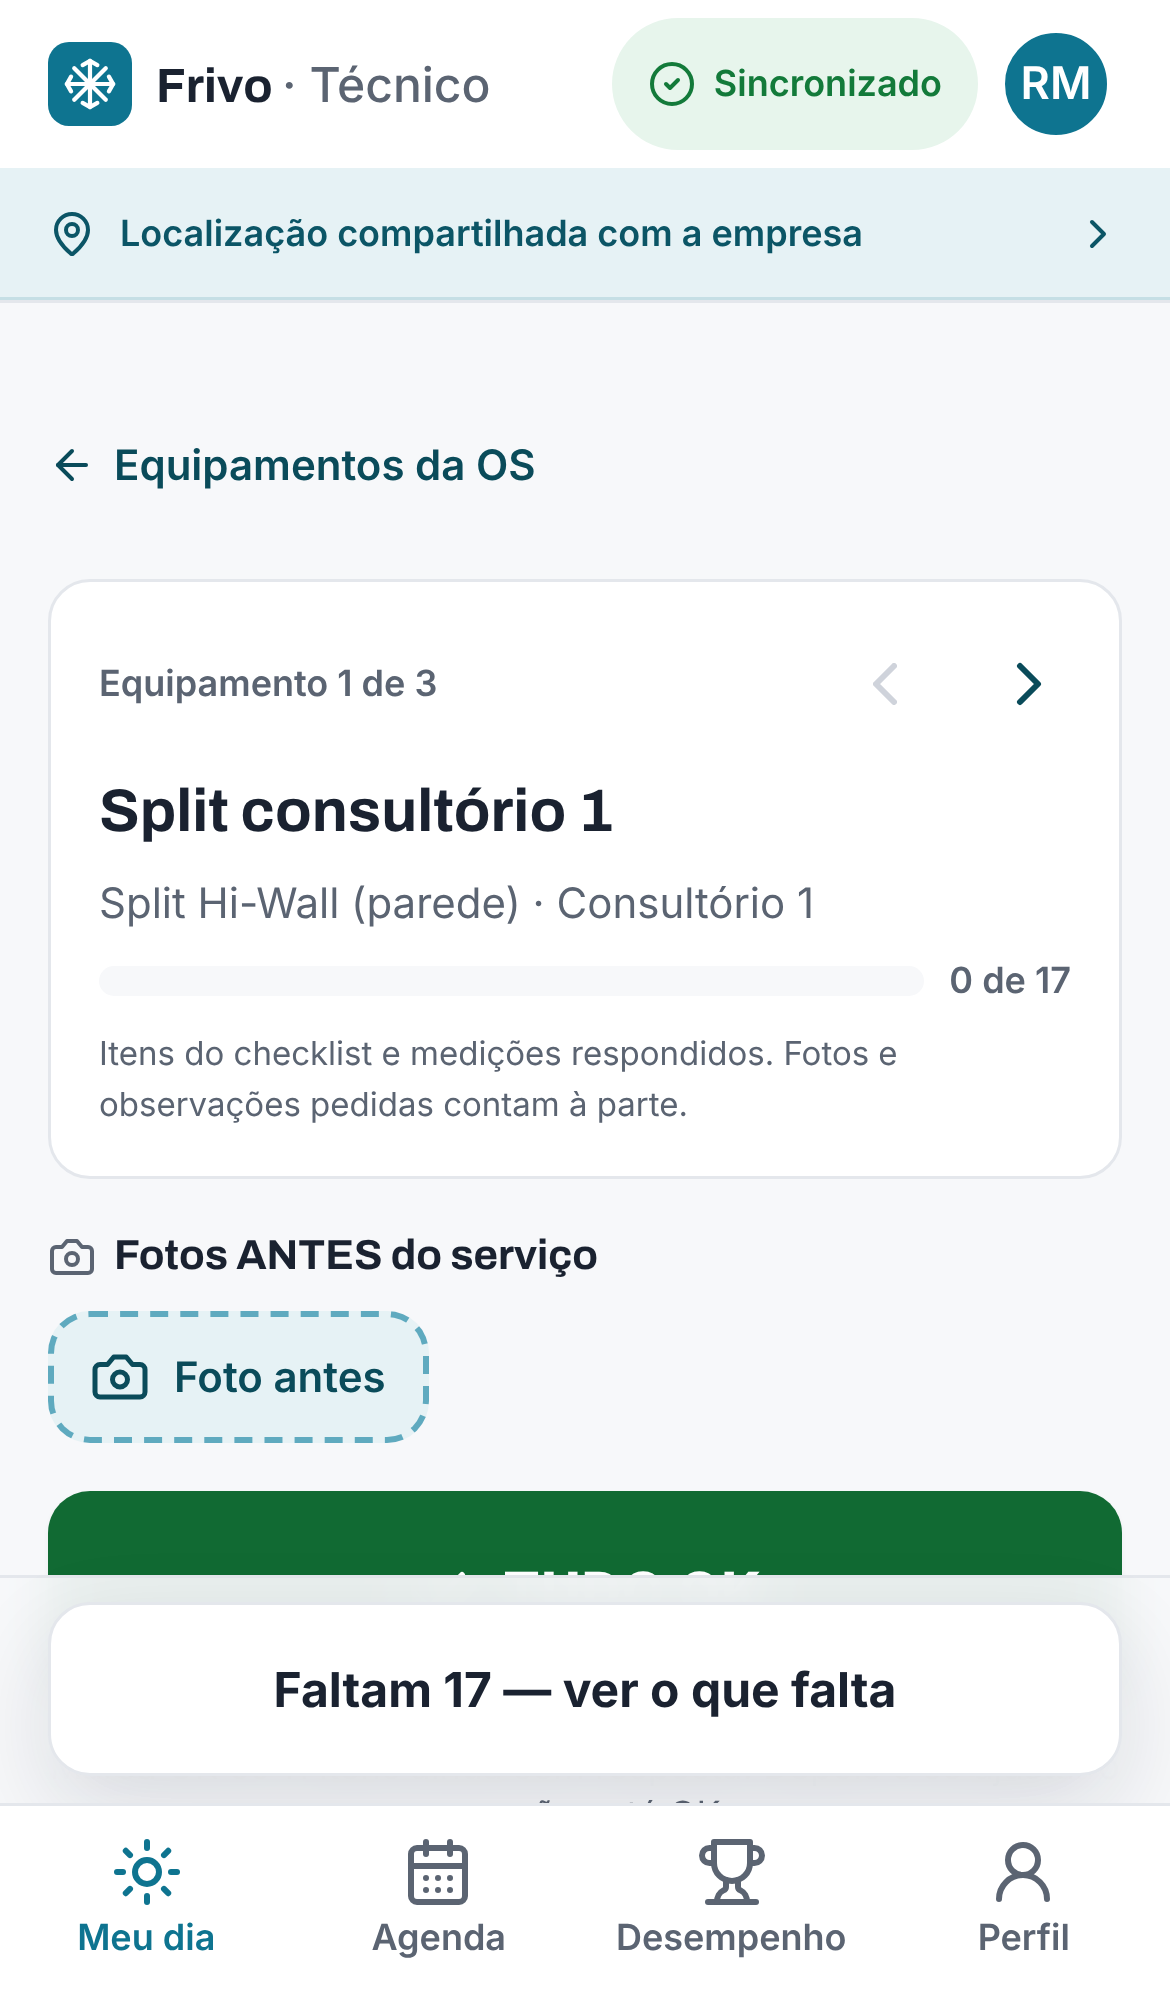 Frivo · Técnico
Sincronizado
RM
Localização compartilhada com a empresa
Equipamentos da OS
Equipamento 1 de 3
Split consultório 1
Split Hi-Wall (parede) · Consultório 1
0 de 17
Itens do checklist e medições respondidos. Fotos e
observações pedidas contam à parte.
Fotos ANTES do serviço
Foto antes
Faltam 17 — ver o que falta
Meu dia
Agenda
Desempenho
Perfil